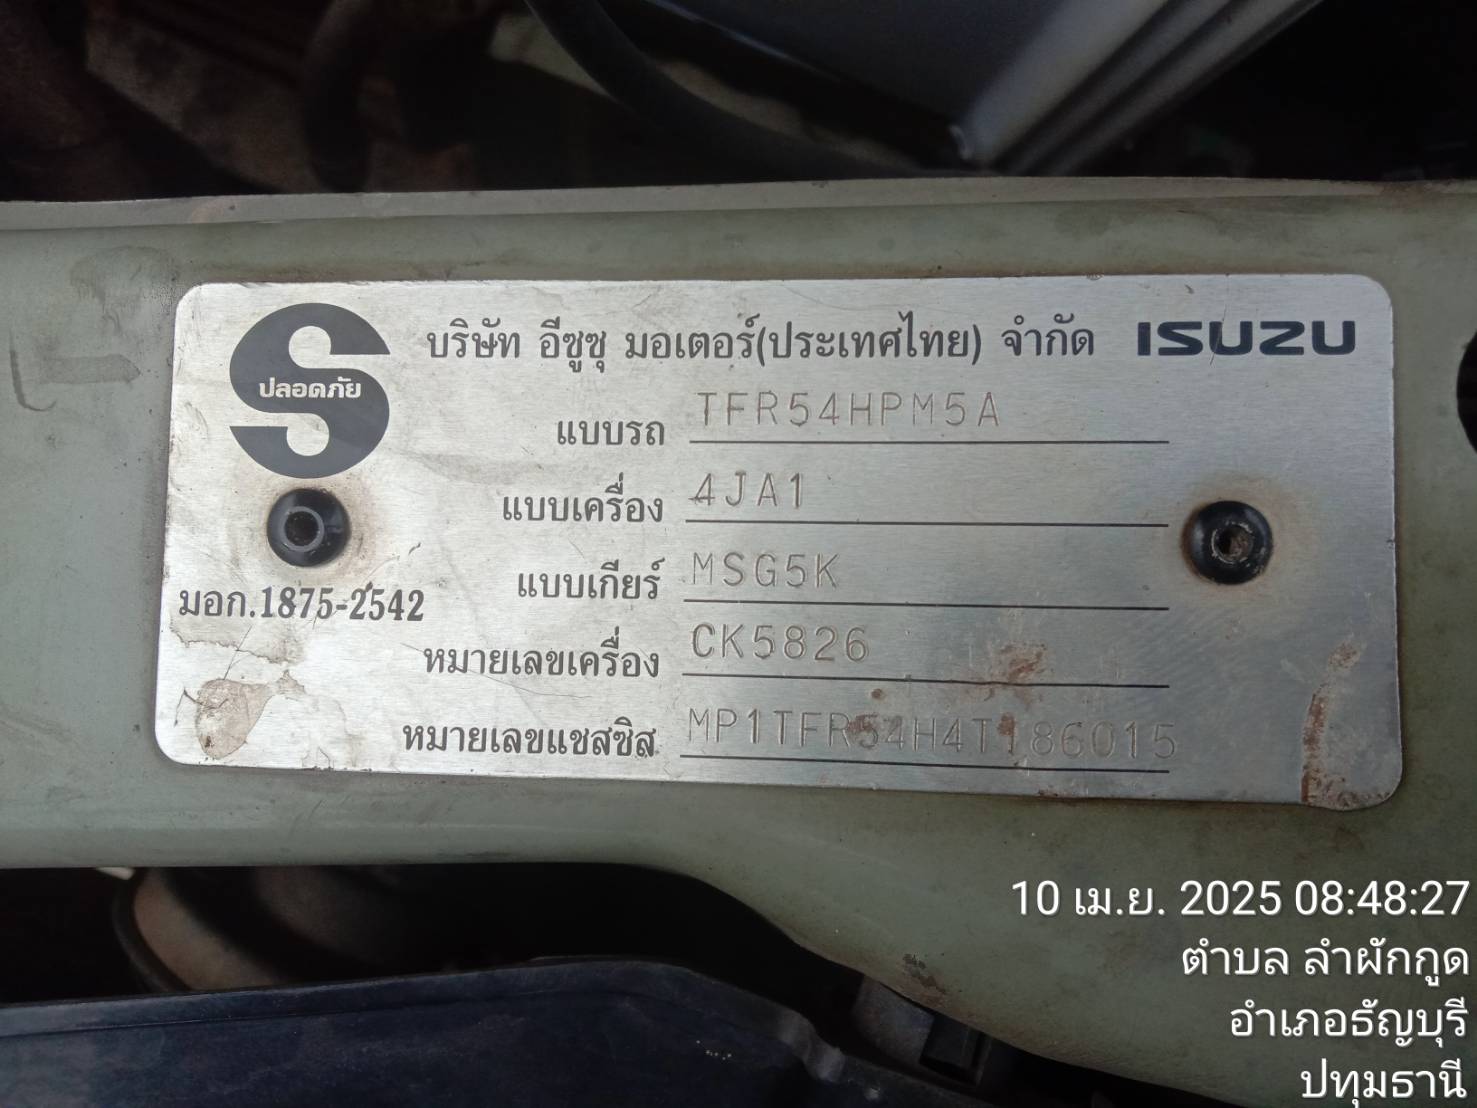 บริษัท อีซูซุ มอเตอร์(ประเทศไทย) จำกัด ISUZU
ปลอดภัย
แบบรถ TFR54HPM5A
แบบเครื่อง 4JA1
แบบเกียร์ MSG5K
มอก.1875-2542
หมายเลขเครื่อง CK5826
หมายเลขแชสซิส MP1TFR54H4T186015
10 เม.ย. 2025 08:48:27
ตำบล ลำผักกูด
อำเภอธัญบุรี
ปทุมธานี